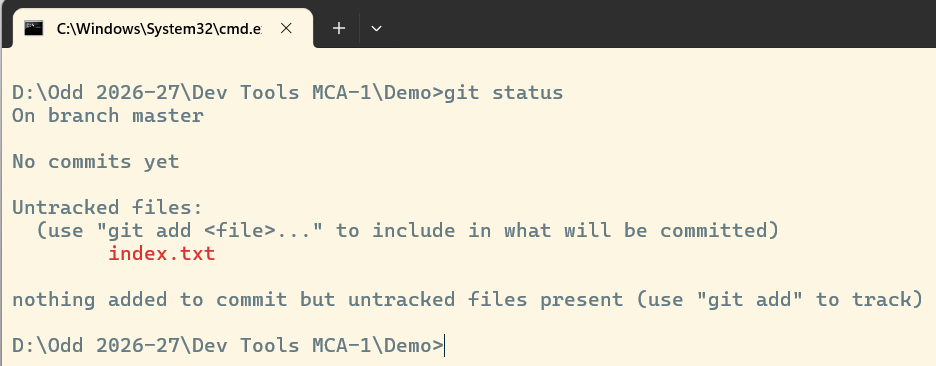 C:\Windows\System32\cmd.e
D:\Odd 2026-27\Dev Tools MCA-1\Demo>git status
On branch master
No commits yet
Untracked files:
(use "git add <file>..." to include in what will be committed)
index.txt
nothing added to commit but untracked files present (use "git add" to track)
D:\Odd 2026-27\Dev Tools MCA-1\Demo>